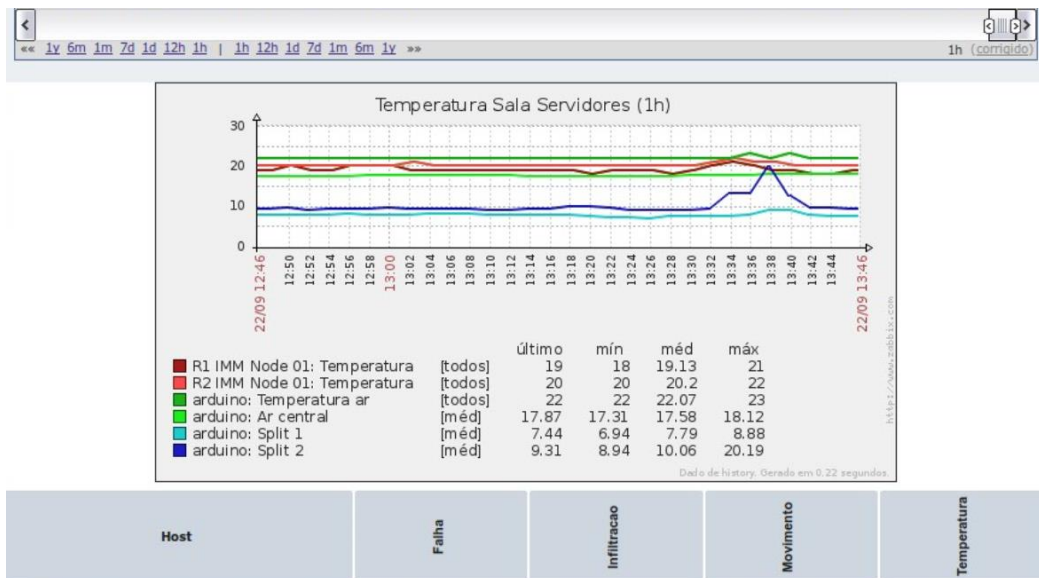 «« 1y 6m 1m 7d 1d 12h 1h | 1h 12h 1d 7d 1m 6m 1y »»
1h (corrigido)
Temperatura Sala Servidores (1h)
30
20
10
0
22/09 12:46
12:50
12:52
12:54
12:56
12:58
13:00
13:02
13:04
13:06
13:08
13:10
13:12
13:14
13:16
13:18
13:20
13:22
13:24
13:26
13:28
13:30
13:32
13:34
13:36
13:38
13:40
13:42
13:44
22/09 13:46
último mín méd máx
R1 IMM Node 01: Temperatura [todos] 19 18 19.13 21
R2 IMM Node 01: Temperatura [todos] 20 20 20.2 22
arduino: Temperatura ar [todos] 22 22 22.07 23
arduino: Ar central [méd] 17.87 17.31 17.58 18.12
arduino: Split 1 [méd] 7.44 6.94 7.79 8.88
arduino: Split 2 [méd] 9.31 8.94 10.06 20.19
http://www.zabbix.com
Dado de history. Gerado em 0.22 segundos.
Host
Falha
Infiltracao
Movimento
Temperatura